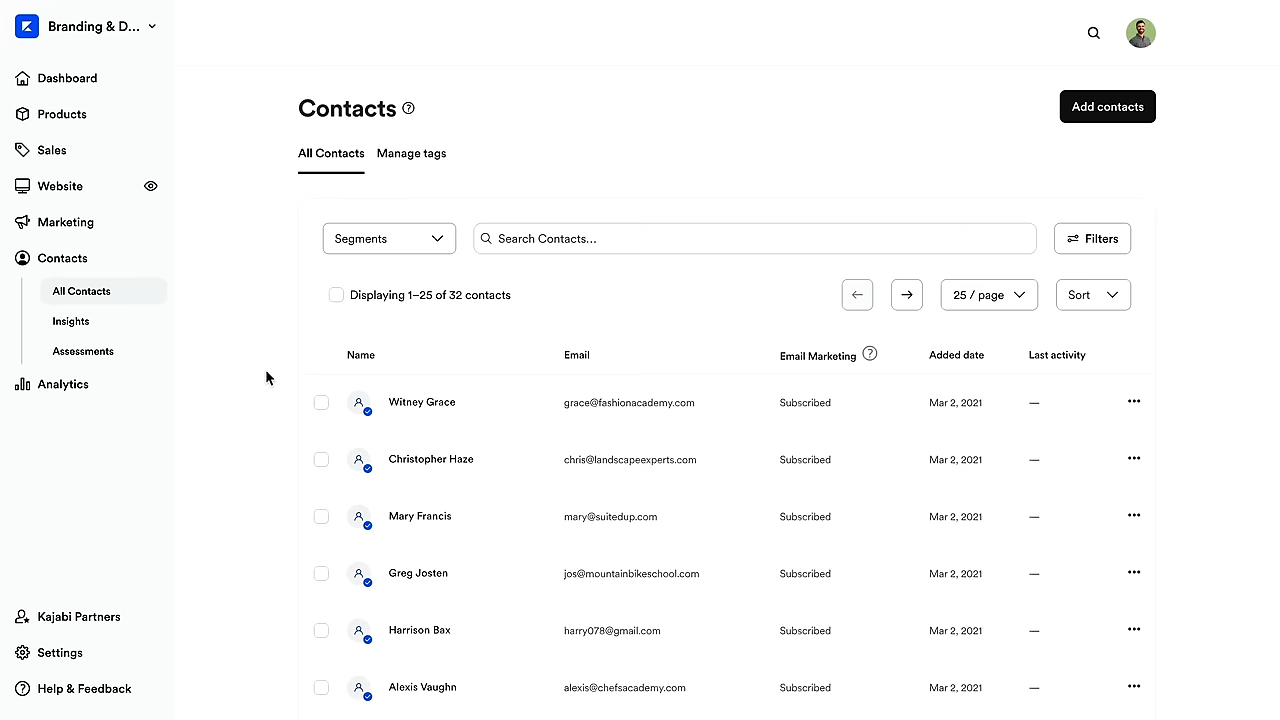 Branding & D...
Dashboard
Products
Sales
Website
Marketing
Contacts
All Contacts
Insights
Assessments
Analytics
Kajabi Partners
Settings
Help & Feedback
Contacts
Add contacts
All Contacts Manage tags
Segments Search Contacts... Filters
Displaying 1–25 of 32 contacts 25 / page Sort
Name Email Email Marketing Added date Last activity
Witney Grace grace@fashionacademy.com Subscribed Mar 2, 2021 —
Christopher Haze chris@landscapeexperts.com Subscribed Mar 2, 2021 —
Mary Francis mary@suitedup.com Subscribed Mar 2, 2021 —
Greg Josten jos@mountainbikeschool.com Subscribed Mar 2, 2021 —
Harrison Bax harry078@gmail.com Subscribed Mar 2, 2021 —
Alexis Vaughn alexis@chefsacademy.com Subscribed Mar 2, 2021 —